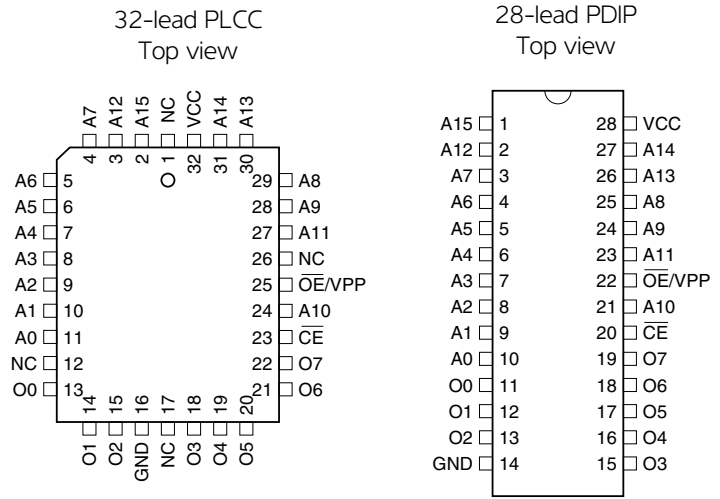 32-lead PLCC
Top view
A7 A12 A15 NC VCC A14 A13
4 3 2 1 32 31 30
A6 5 29 A8
A5 6 28 A9
A4 7 27 A11
A3 8 26 NC
A2 9 25 OE/VPP
A1 10 24 A10
A0 11 23 CE
NC 12 22 O7
O0 13 21 O6
14 15 16 17 18 19 20
O1 O2 GND NC O3 O4 O5
28-lead PDIP
Top view
A15 1 28 VCC
A12 2 27 A14
A7 3 26 A13
A6 4 25 A8
A5 5 24 A9
A4 6 23 A11
A3 7 22 OE/VPP
A2 8 21 A10
A1 9 20 CE
A0 10 19 O7
O0 11 18 O6
O1 12 17 O5
O2 13 16 O4
GND 14 15 O3